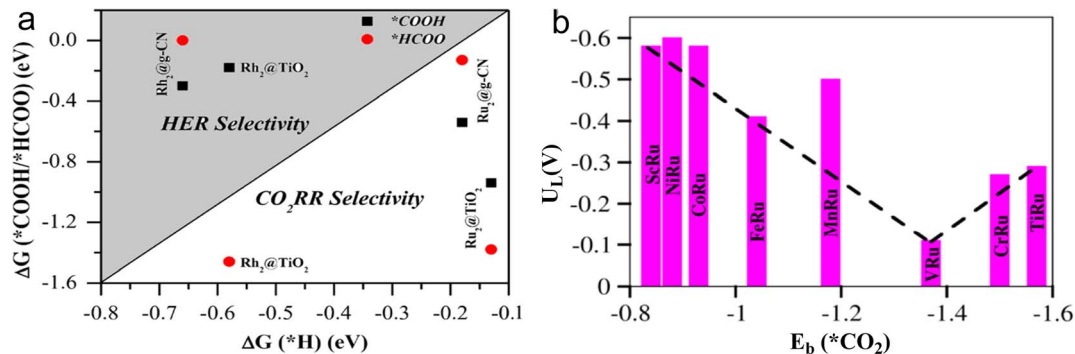 a
ΔG (*COOH/*HCOO) (eV)
0.0
-0.4
-0.8
-1.2
-1.6
*COOH
*HCOO
Rh₂@g-CN
Rh₂@TiO₂
HER Selectivity
Ru₂@g-CN
CO₂RR Selectivity
Ru₂@TiO₂
Rh₂@TiO₂
-0.8 -0.7 -0.6 -0.5 -0.4 -0.3 -0.2 -0.1
ΔG (*H) (eV)
b
U_L(V)
-0.6
-0.5
-0.4
-0.3
-0.2
-0.1
0
ScRu
NiRu
CoRu
FeRu
MnRu
VRu
CrRu
TiRu
-0.8 -1 -1.2 -1.4 -1.6
E_b (*CO₂)